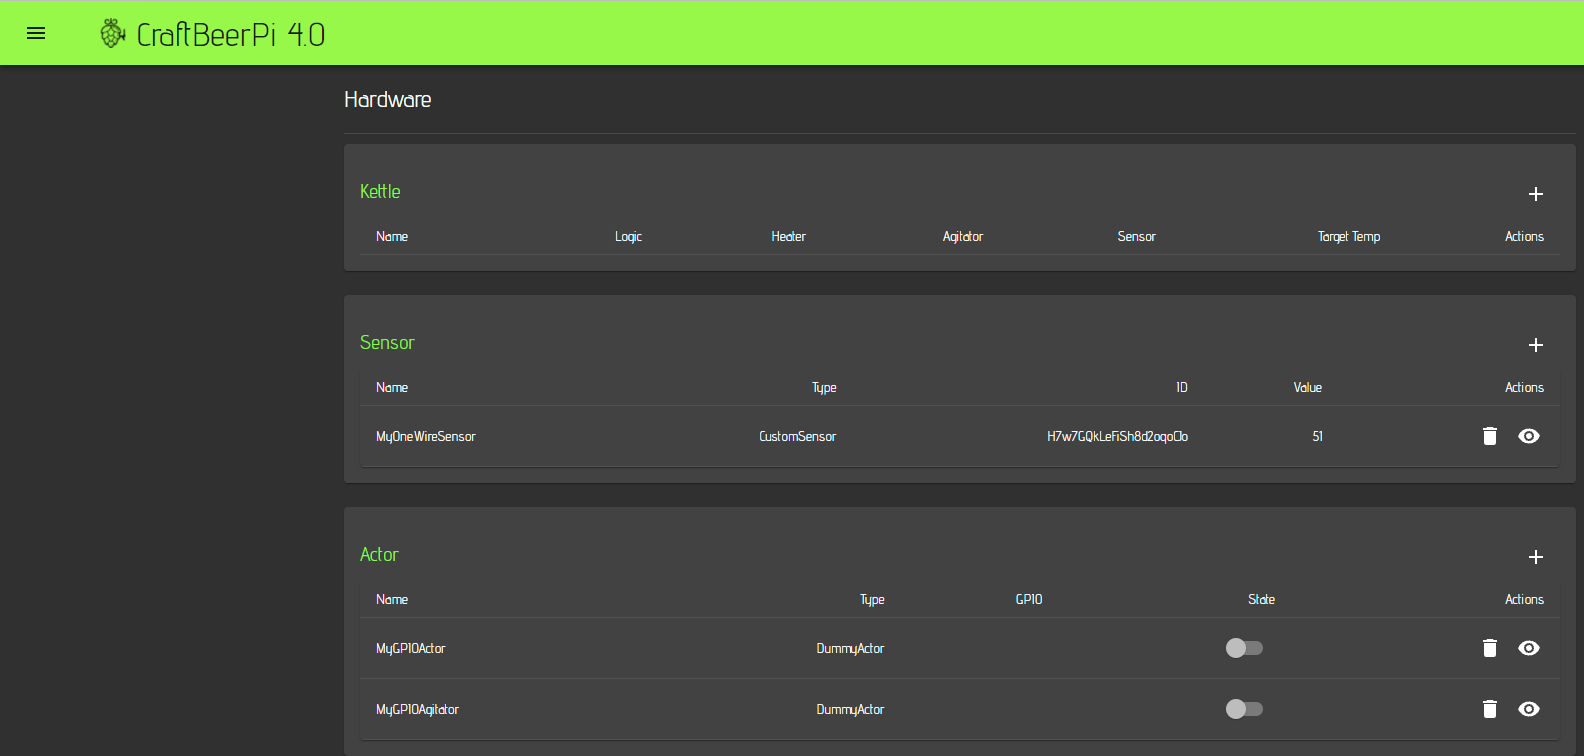 CraftBeerPi 4.0
Hardware
Kettle
Name Logic Heater Agitator Sensor Target Temp Actions
Sensor
Name Type ID Value Actions
MyOneWireSensor CustomSensor H7w7GQkLeFiSh8d2oqoCJo 51
Actor
Name Type GPIO State Actions
MyGPIOActor DummyActor
MyGPIOAgitator DummyActor